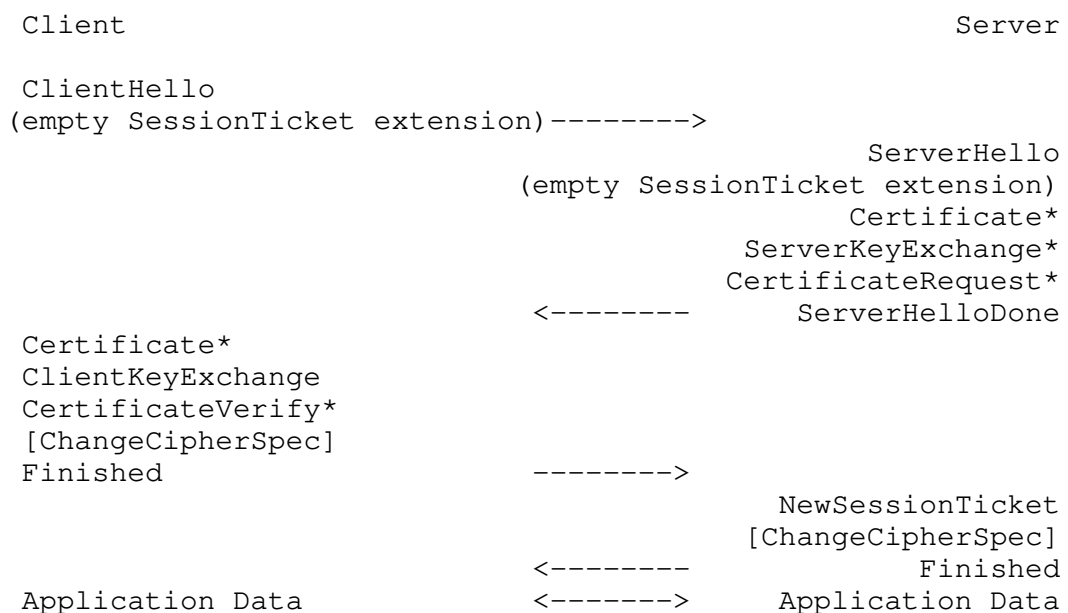 Client Server
ClientHello
(empty SessionTicket extension)-------->
ServerHello
(empty SessionTicket extension)
Certificate*
ServerKeyExchange*
CertificateRequest*
<-------- ServerHelloDone
Certificate*
ClientKeyExchange
CertificateVerify*
[ChangeCipherSpec]
Finished -------->
NewSessionTicket
[ChangeCipherSpec]
<-------- Finished
Application Data <-------> Application Data